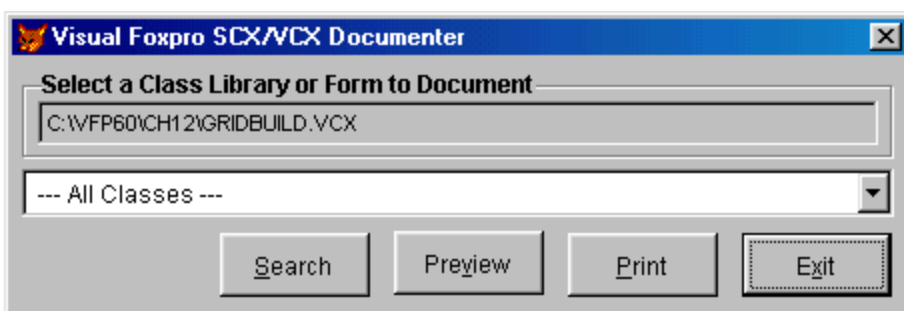 Visual Foxpro SCX/VCX Documenter
Select a Class Library or Form to Document
C:\VFP60\CH12\GRIDBUILD.VCX
--- All Classes ---
Search Preview Print Exit